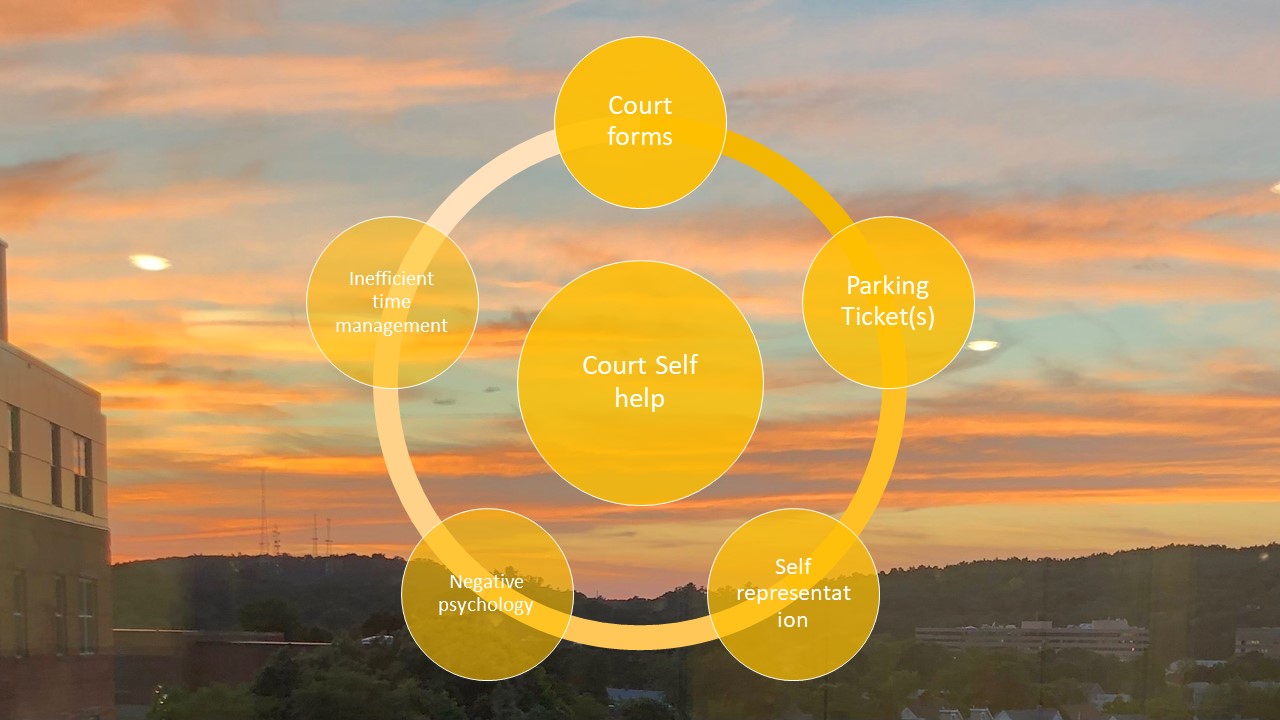 Court
forms
Parking
Ticket(s)
Self
representat
ion
Negative
psychology
Inefficient
time
management
Court Self
help